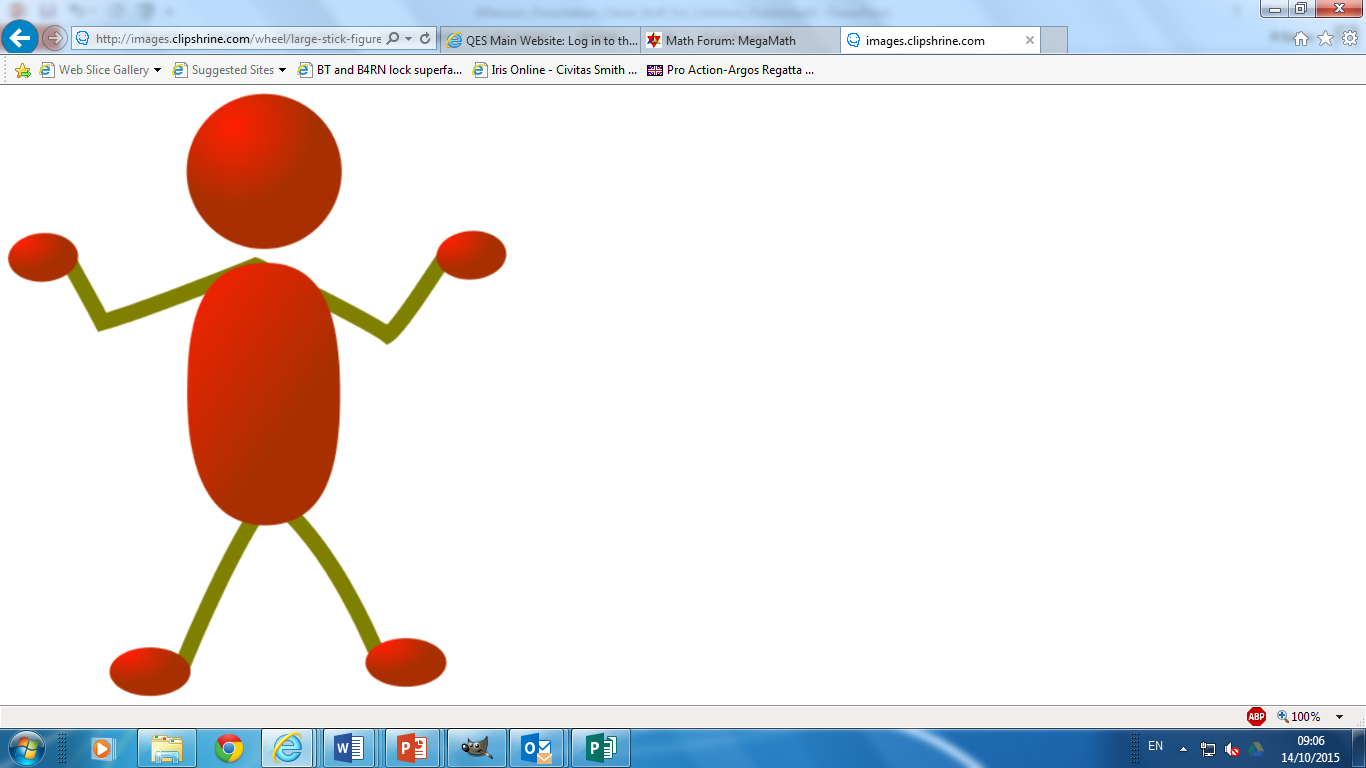 http://images.clipshrine.com/wheel/large-stick-figure
QES Main Website: Log in to th...
Math Forum: MegaMath
images.clipshrine.com
Web Slice Gallery
Suggested Sites
BT and B4RN lock superfa...
Iris Online - Civitas Smith ...
Pro Action-Argos Regatta ...
ABP
100%
EN
09:06
14/10/2015